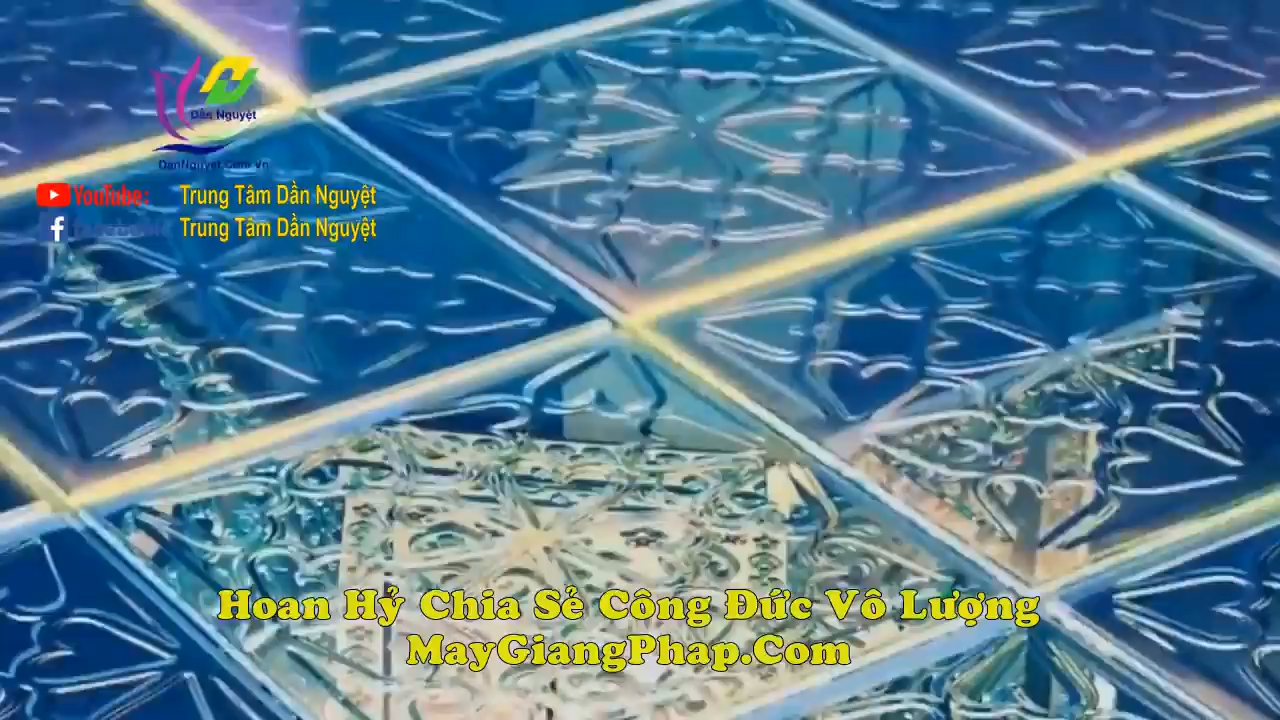 Dần Nguyệt
DanNguyet.Com.Vn
YouTube: Trung Tâm Dần Nguyệt
Trung Tâm Dần Nguyệt
Hoan Hỷ Chia Sẻ Công Đức Vô Lượng
MayGiangPhap.Com